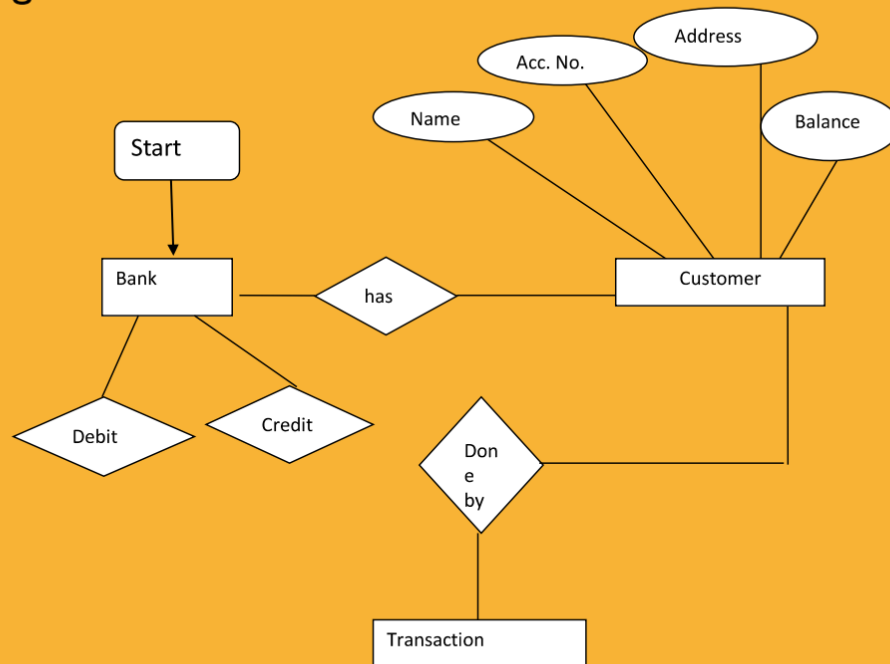 g
Address
Acc. No.
Name
Balance
Start
Bank
Customer
has
Debit
Credit
Don
e
by
Transaction